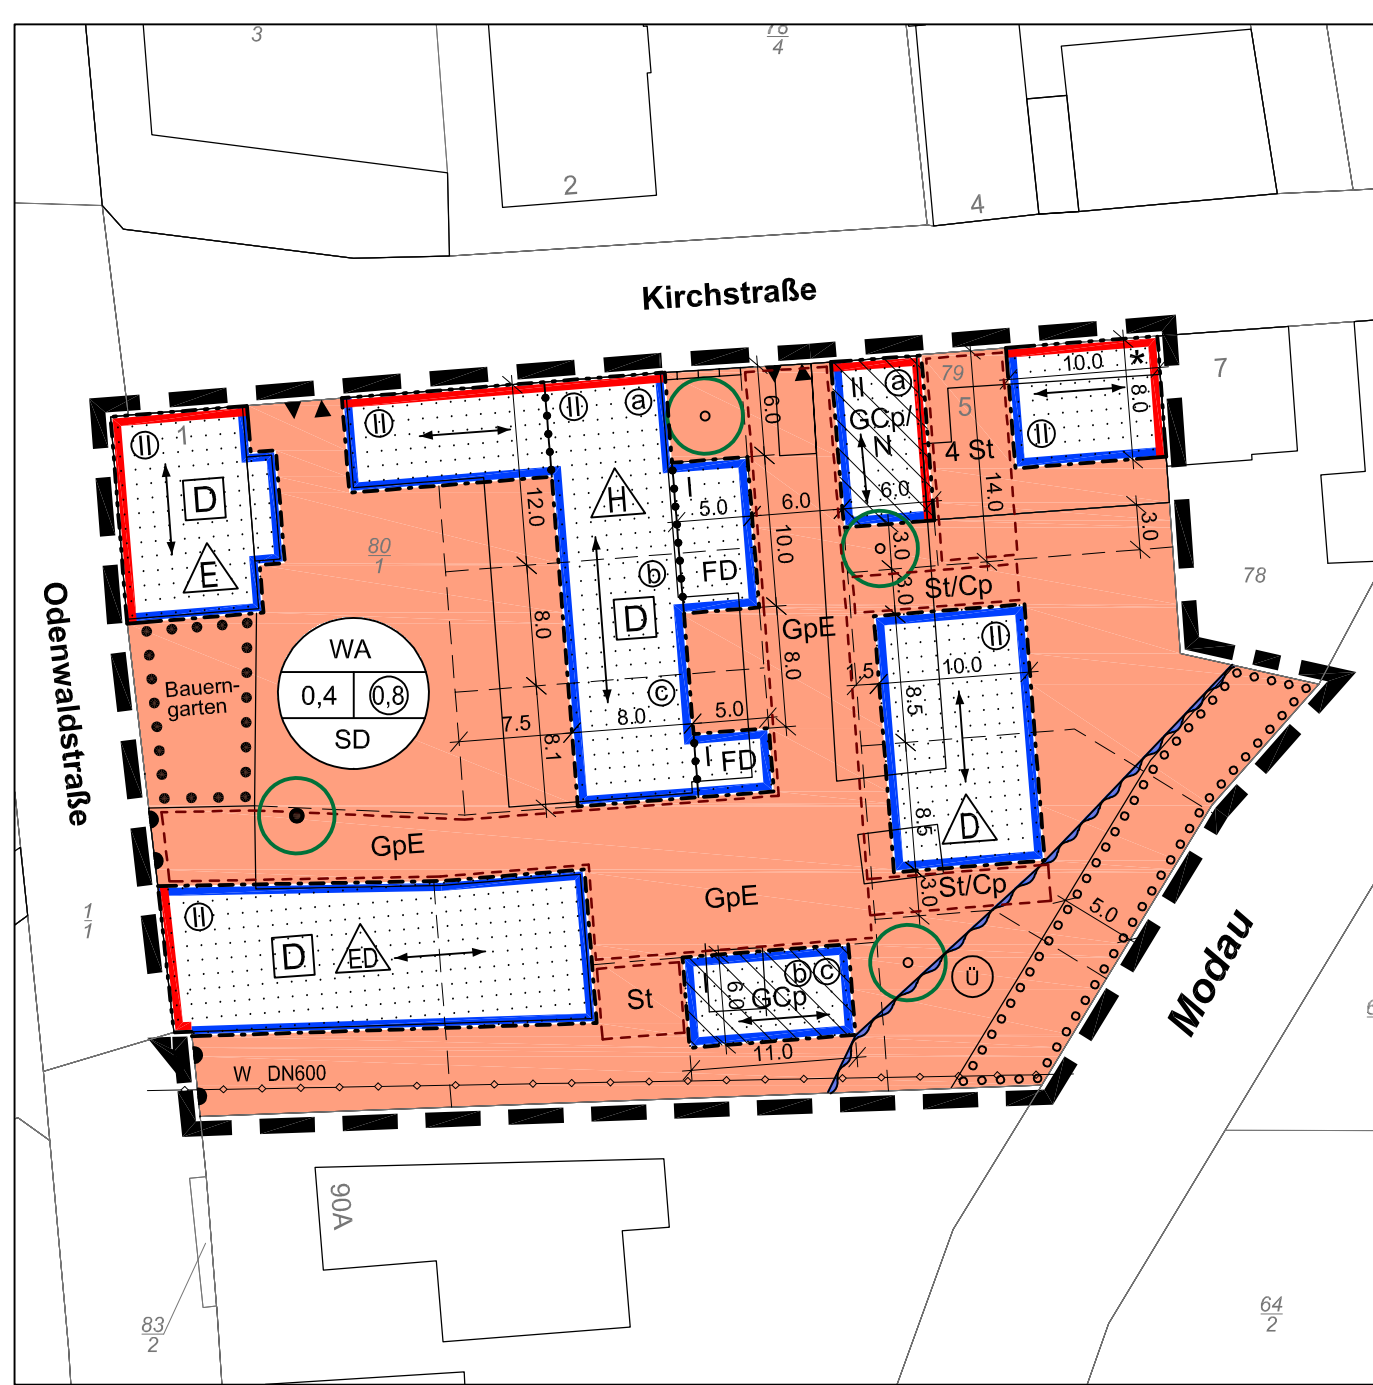 3
78
4
2
4
Kirchstraße
7
79
5
10.0
*
8.0
II
a
GCp/
N
6.0
4 St
14.0
II
3.0
1
II
D
E
II
II
a
12.0
H
I
5.0
FD
6.0
6.0
10.0
3.0
3.0
St/Cp
78
80
1
b
D
8.0
GpE
8.0
II
1.5
10.0
8.5
D
8.5
Odenwaldstraße
Bauern-
garten
WA
0,4
0,8
SD
c
7.5
8.0
5.0
8.1
I
FD
GpE
GpE
3.0
St/Cp
5.0
Modau
1
1
II
D
ED
St
I
b
c
6.0
GCp
11.0
Ü
W DN600
90A
83
2
64
2
6